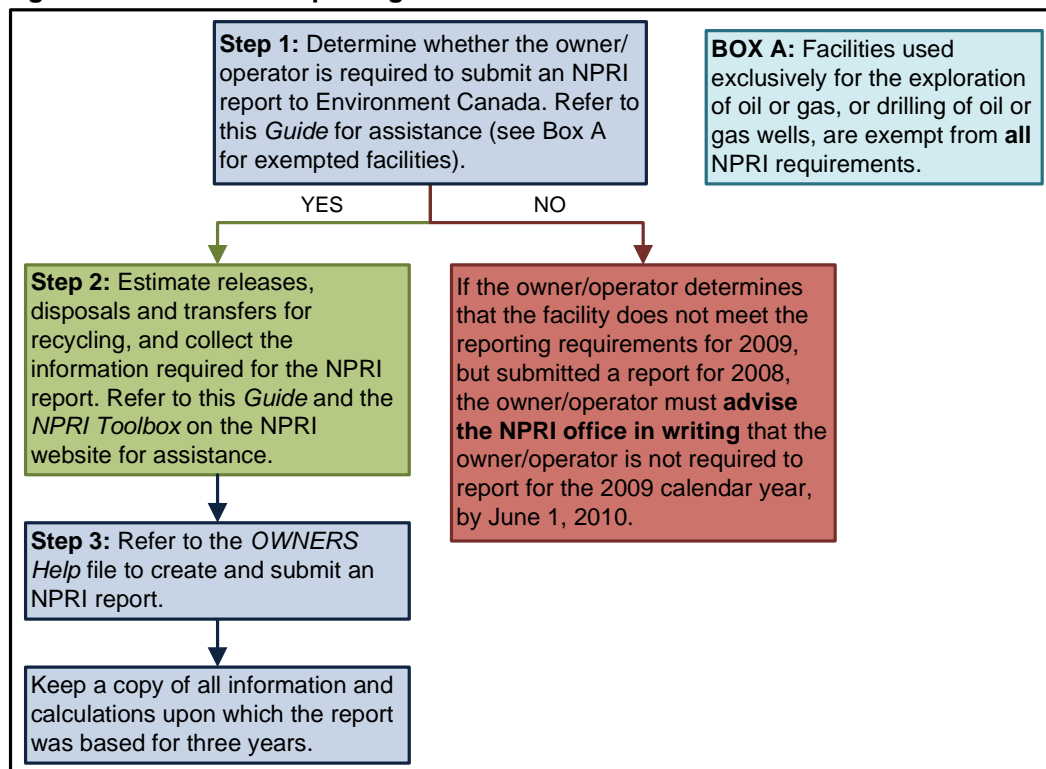 Step 1: Determine whether the owner/
operator is required to submit an NPRI
report to Environment Canada. Refer to
this Guide for assistance (see Box A
for exempted facilities).
BOX A: Facilities used
exclusively for the exploration
of oil or gas, or drilling of oil or
gas wells, are exempt from all
NPRI requirements.
YES
NO
Step 2: Estimate releases,
disposals and transfers for
recycling, and collect the
information required for the NPRI
report. Refer to this Guide and the
NPRI Toolbox on the NPRI
website for assistance.
If the owner/operator determines
that the facility does not meet the
reporting requirements for 2009,
but submitted a report for 2008,
the owner/operator must advise
the NPRI office in writing that the
owner/operator is not required to
report for the 2009 calendar year,
by June 1, 2010.
Step 3: Refer to the OWNERS
Help file to create and submit an
NPRI report.
Keep a copy of all information and
calculations upon which the report
was based for three years.